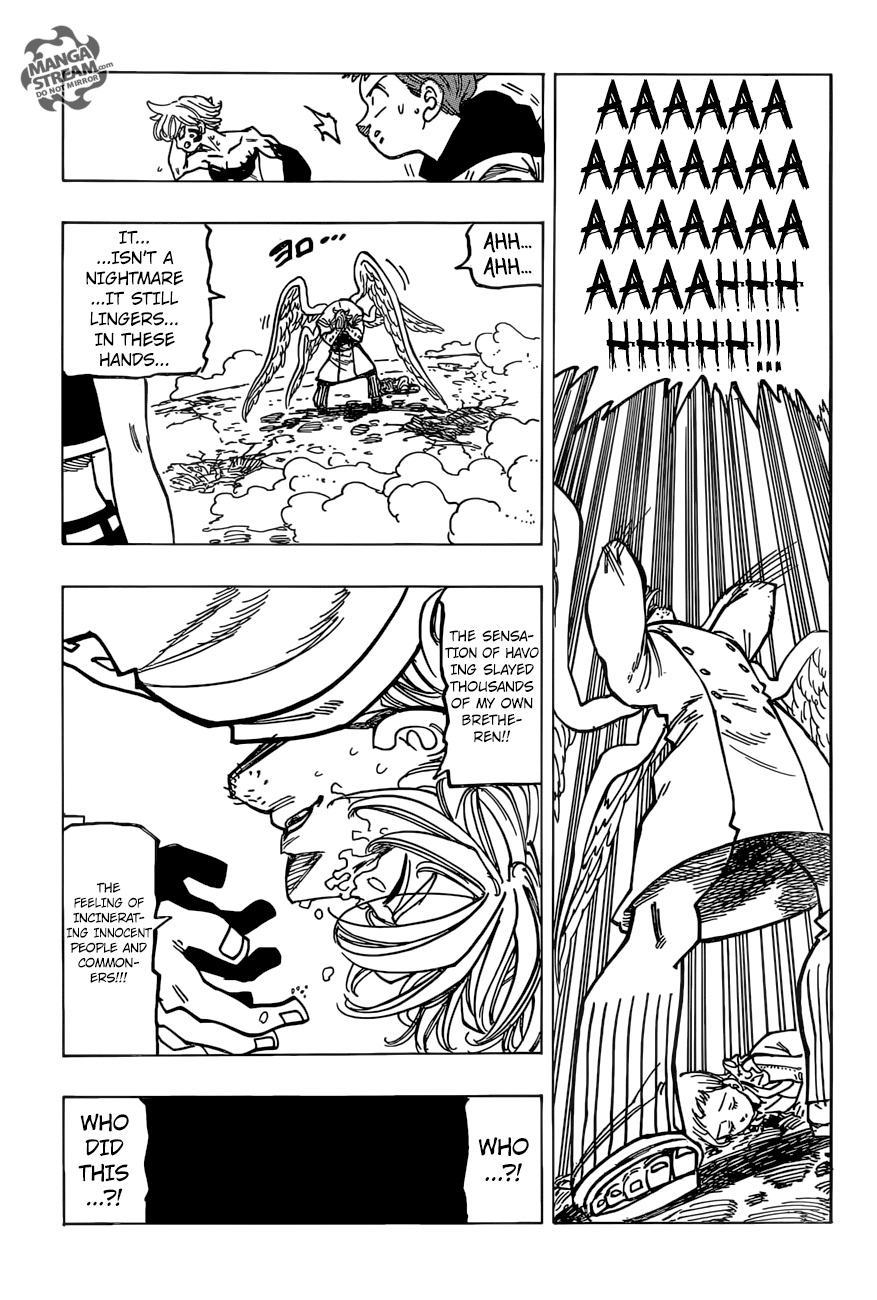 MANGA
STREAM.com
DO NOT MIRROR
AAAAAA
AAAAAAA
AAAAAAA
AAAAHHH
HHHHH!!!
AHH...
AHH...
ヨロ…
IT...
...ISN'T A
NIGHTMARE
...IT STILL
LINGERS...
IN THESE
HANDS...
THE SENSA-
TION OF HAVO
ING SLAYED
THOUSANDS
OF MY OWN
BRETHE-
REN!!
THE
FEELING OF
INCINERAT-
ING INNOCENT
PEOPLE AND
COMMON-
ERS!!!
WHO
...?!
WHO
DID
THIS
...?!